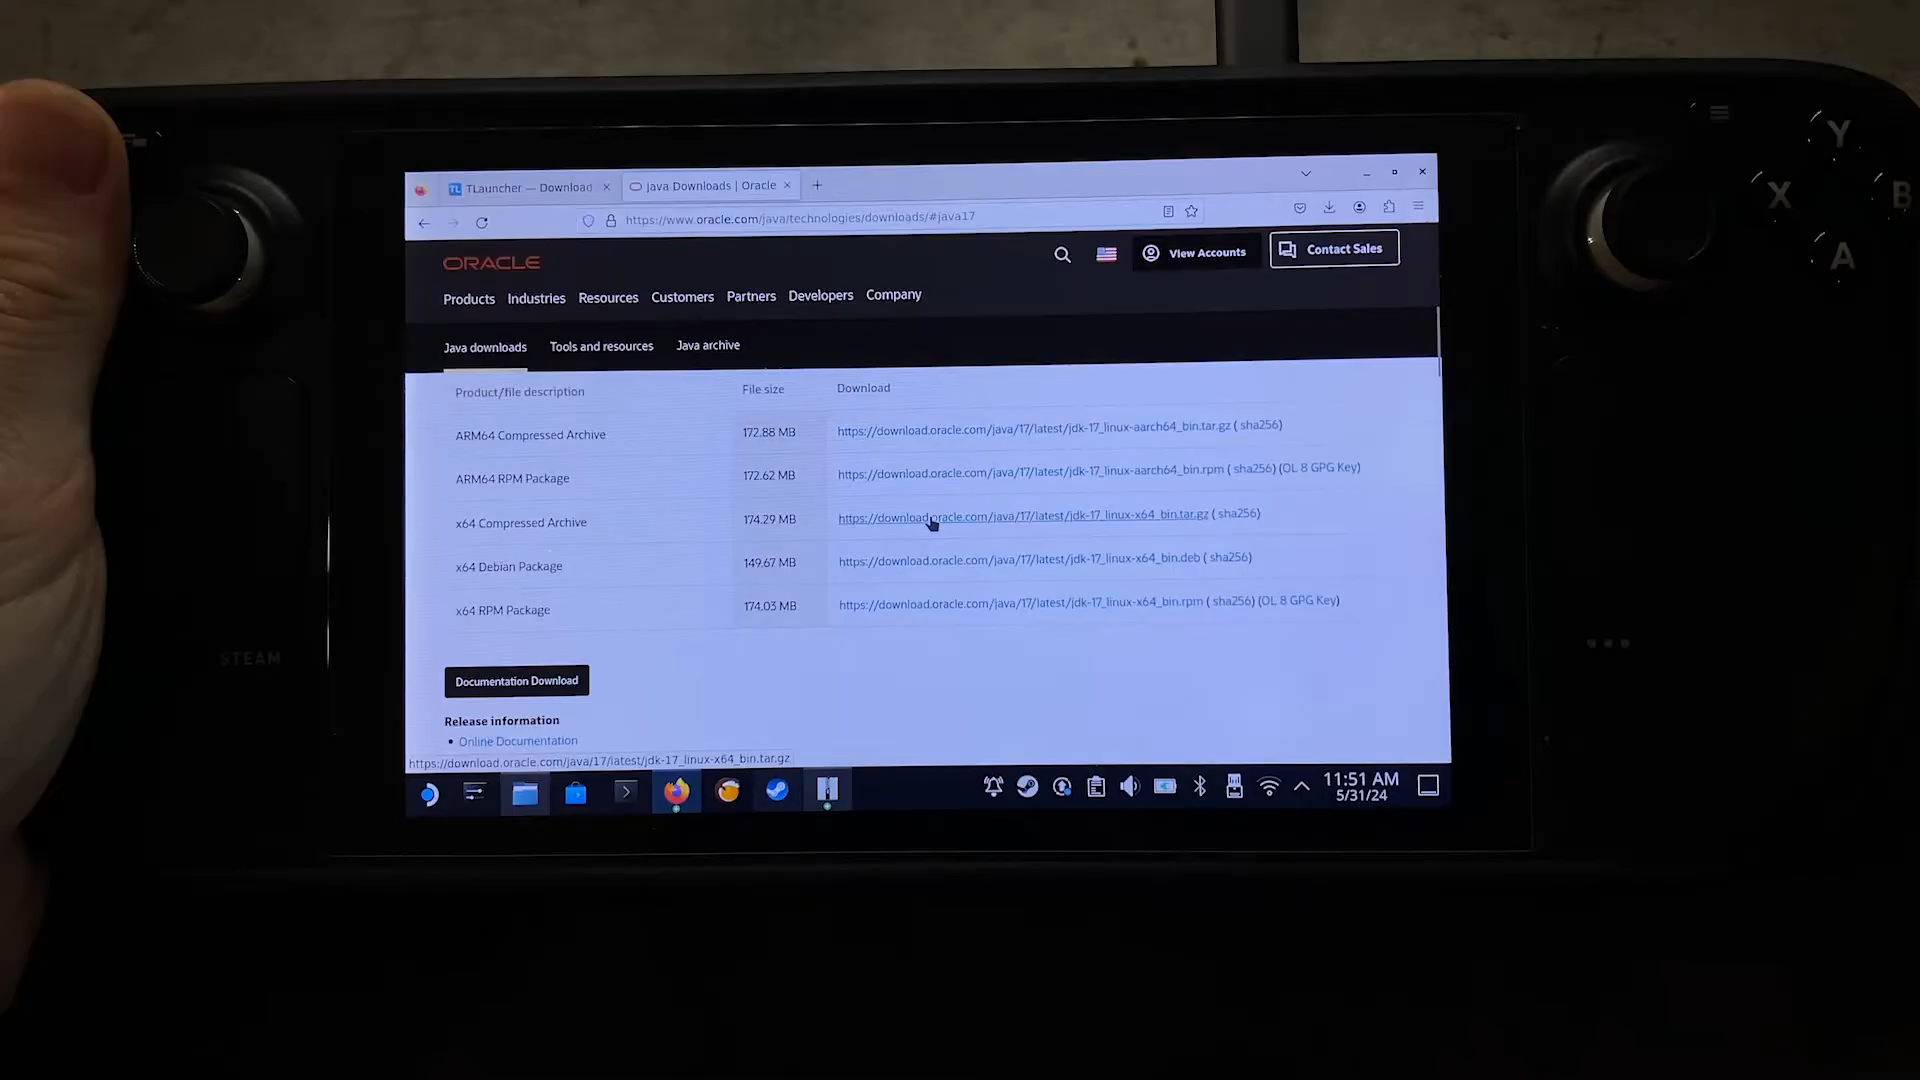 TLauncher — Download
Java Downloads | Oracle
https://www.oracle.com/java/technologies/downloads/#java17
ORACLE
View Accounts
Contact Sales
Products Industries Resources Customers Partners Developers Company
Java downloads Tools and resources Java archive
Product/file description File size Download
ARM64 Compressed Archive 172.88 MB https://download.oracle.com/java/17/latest/jdk-17_linux-aarch64_bin.tar.gz ( sha256)
ARM64 RPM Package 172.62 MB https://download.oracle.com/java/17/latest/jdk-17_linux-aarch64_bin.rpm ( sha256) (OL 8 GPG Key)
x64 Compressed Archive 174.29 MB https://download.oracle.com/java/17/latest/jdk-17_linux-x64_bin.tar.gz ( sha256)
x64 Debian Package 149.67 MB https://download.oracle.com/java/17/latest/jdk-17_linux-x64_bin.deb ( sha256)
x64 RPM Package 174.03 MB https://download.oracle.com/java/17/latest/jdk-17_linux-x64_bin.rpm ( sha256) (OL 8 GPG Key)
Documentation Download
Release information
• Online Documentation
https://download.oracle.com/java/17/latest/jdk-17_linux-x64_bin.tar.gz
11:51 AM
5/31/24
STEAM
Y
X
B
A